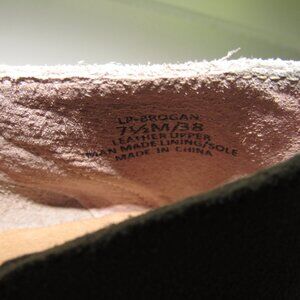 LP-BROGAN
7½M/38
LEATHER UPPER
MAN MADE LINING/SOLE
MADE IN CHINA